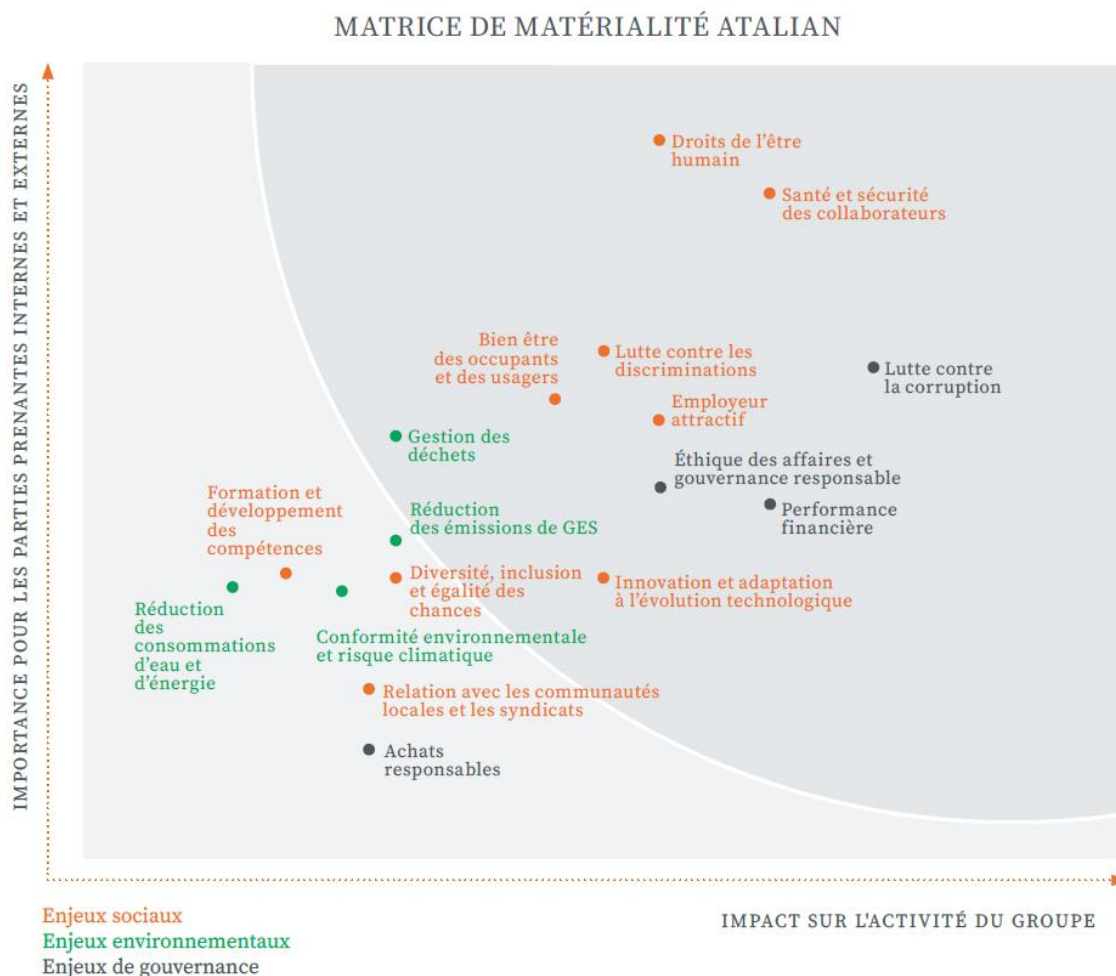 MATRICE DE MATÉRIALITÉ ATALIAN
IMPORTANCE POUR LES PARTIES PRENANTES INTERNES ET EXTERNES
Droits de l'être
humain
Santé et sécurité
des collaborateurs
Bien être
des occupants
et des usagers
Lutte contre les
discriminations
Lutte contre
la corruption
Employeur
attractif
Gestion des
déchets
Éthique des affaires et
gouvernance responsable
Formation et
développement
des
compétences
Réduction
des émissions de GES
Performance
financière
Diversité, inclusion
et égalité des
chances
Innovation et adaptation
à l'évolution technologique
Réduction
des
consommations
d'eau et
d'énergie
Conformité environnementale
et risque climatique
Relation avec les communautés
locales et les syndicats
Achats
responsables
IMPACT SUR L'ACTIVITÉ DU GROUPE
Enjeux sociaux
Enjeux environnementaux
Enjeux de gouvernance